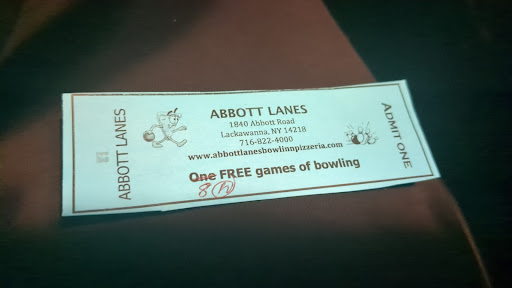 ABBOTT LANES
ABBOTT LANES
1840 Abbott Road
Lackawanna, NY 14218
716-822-4000
www.abbottlanesbowlinnpizzeria.com
One FREE games of bowling
8
ADMIT ONE